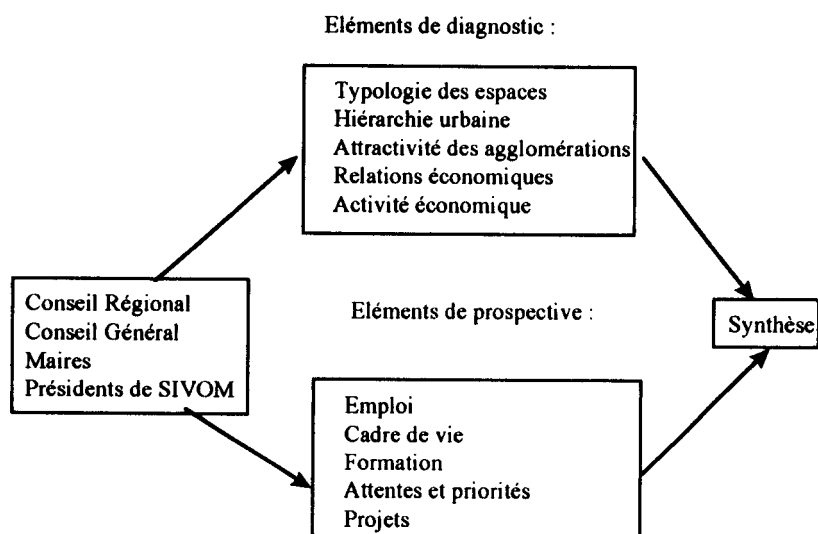 Eléments de diagnostic :
Typologie des espaces
Hiérarchie urbaine
Attractivité des agglomérations
Relations économiques
Activité économique
Conseil Régional
Conseil Général
Maires
Présidents de SIVOM
Eléments de prospective :
Synthèse
Emploi
Cadre de vie
Formation
Attentes et priorités
Projets